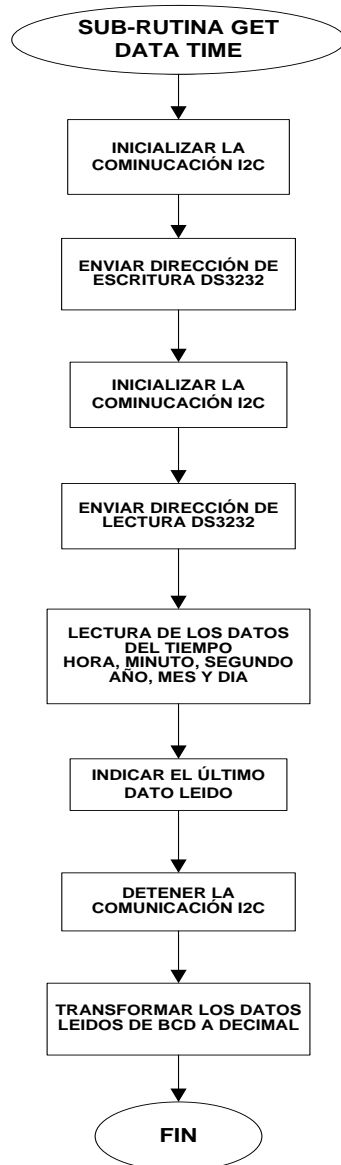 SUB-RUTINA GET
DATA TIME
INICIALIZAR LA
COMINUCACIÓN I2C
ENVIAR DIRECCIÓN DE
ESCRITURA DS3232
INICIALIZAR LA
COMINUCACIÓN I2C
ENVIAR DIRECCIÓN DE
LECTURA DS3232
LECTURA DE LOS DATOS
DEL TIEMPO
HORA, MINUTO, SEGUNDO
AÑO, MES Y DIA
INDICAR EL ÚLTIMO
DATO LEIDO
DETENER LA
COMUNICACIÓN I2C
TRANSFORMAR LOS DATOS
LEIDOS DE BCD A DECIMAL
FIN